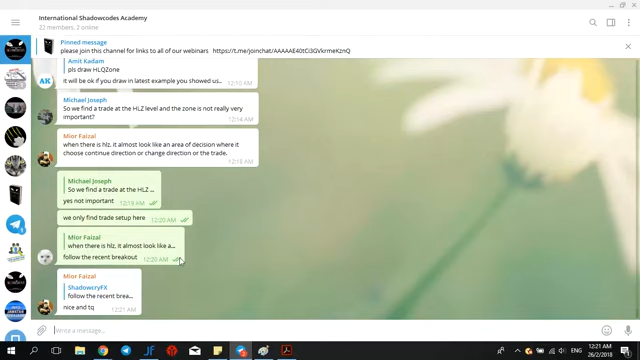 International Shadowcodes Academy
22 members, 2 online
Pinned message
please join this channel for links to all of our webinars https://t.me/joinchat/AAAAAE40tCi3GVkrmeKznQ
Amit Kadam
pls draw HLQZone
AK
it will be ok if you draw in latest example you showed us..
12:10 AM
Michael Joseph
So we find a trade at the HLZ level and the zone is not really very
important?
12:14 AM
Mior Faizal
when there is hlz, it almost look like an area of decision where it
choose continue direction or change direction or the trade.
12:18 AM
Michael Joseph
So we find a trade at the HLZ ...
yes not important
12:19 AM
we only find trade setup here
12:20 AM
Mior Faizal
when there is hlz, it almost look like a...
follow the recent breakout
12:20 AM
Mior Faizal
ShadowcryFX
follow the recent brea...
nice and tq
12:21 AM
Write a message...
ENG
12:21 AM
26/2/2018